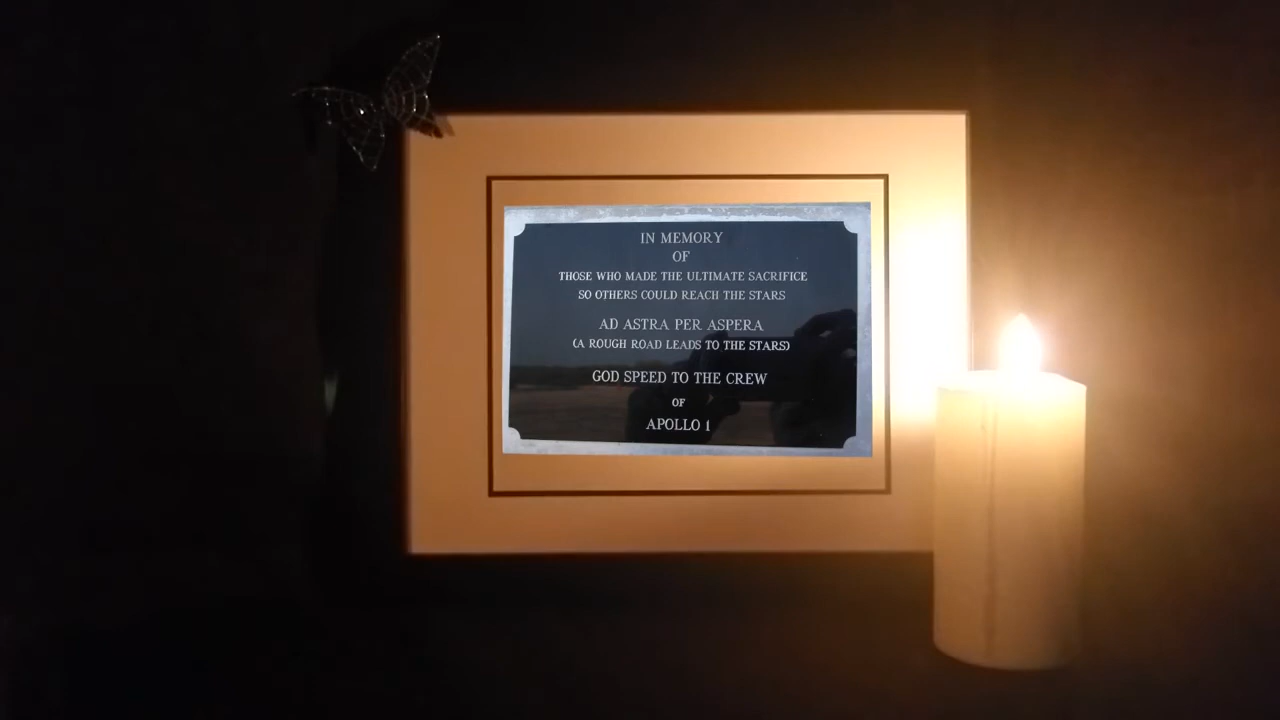 IN MEMORY
OF
THOSE WHO MADE THE ULTIMATE SACRIFICE
SO OTHERS COULD REACH THE STARS
AD ASTRA PER ASPERA
(A ROUGH ROAD LEADS TO THE STARS)
GOD SPEED TO THE CREW
OF
APOLLO 1